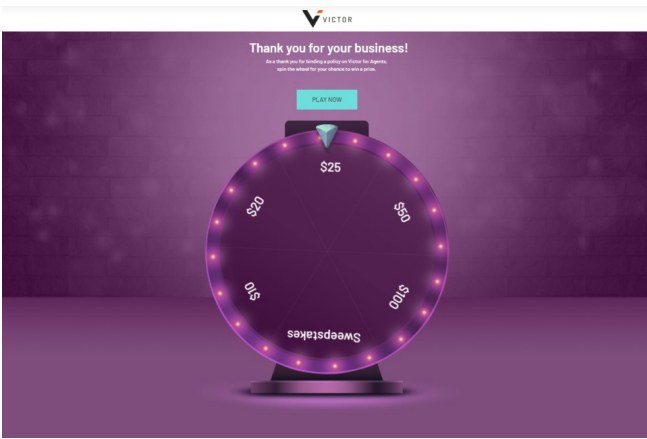 VICTOR
Thank you for your business!
As a thank you for binding a policy on Victor for Agents,
spin the wheel for your chance to win a prize.
PLAY NOW
$25
$20
$50
$10
$100
Sweepstakes